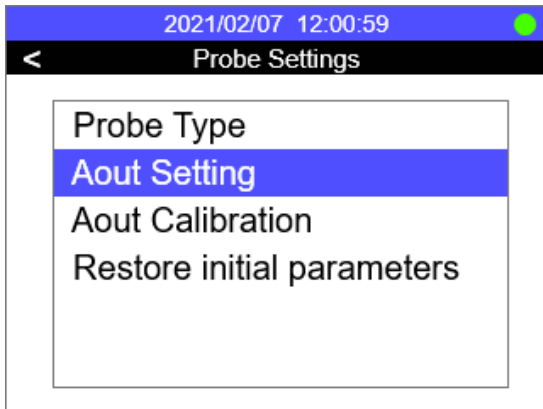 2021/02/07 12:00:59
< Probe Settings
Probe Type
Aout Setting
Aout Calibration
Restore initial parameters